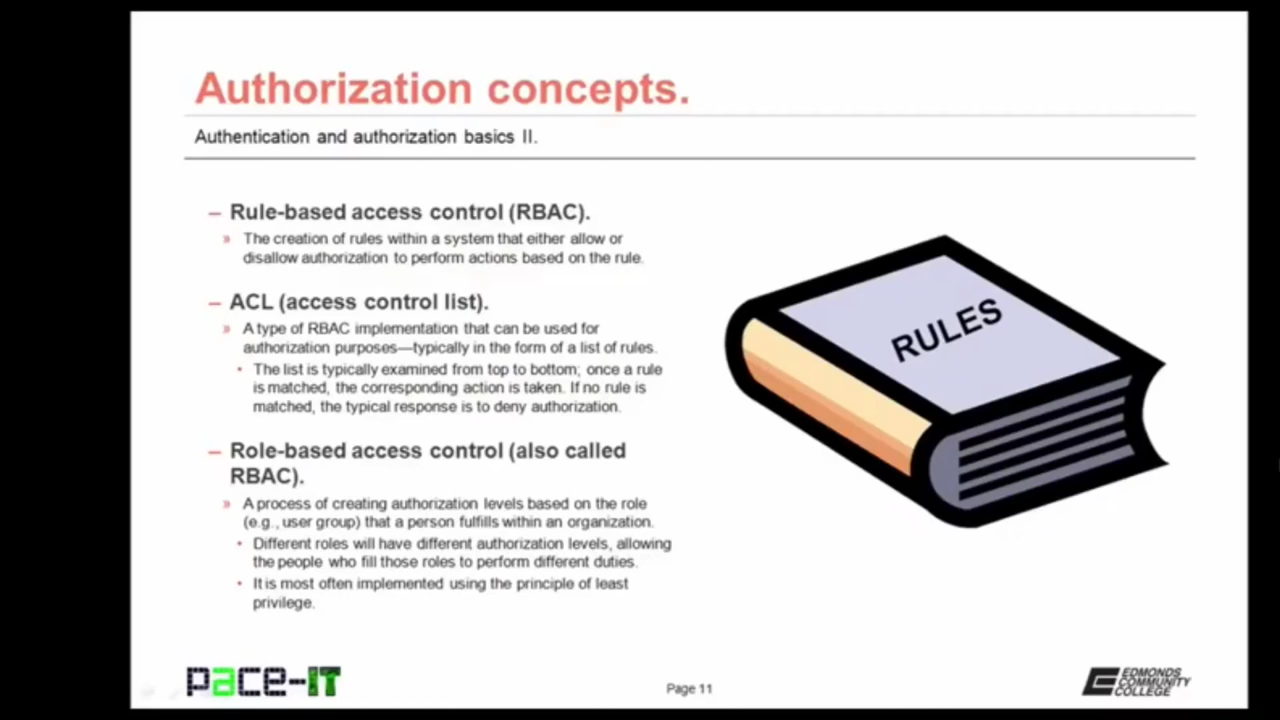 Authorization concepts.
Authentication and authorization basics II.
– Rule-based access control (RBAC).
» The creation of rules within a system that either allow or
disallow authorization to perform actions based on the rule.
– ACL (access control list).
» A type of RBAC implementation that can be used for
authorization purposes—typically in the form of a list of rules.
• The list is typically examined from top to bottom; once a rule
is matched, the corresponding action is taken. If no rule is
matched, the typical response is to deny authorization.
– Role-based access control (also called
RBAC).
» A process of creating authorization levels based on the role
(e.g., user group) that a person fulfills within an organization.
• Different roles will have different authorization levels, allowing
the people who fill those roles to perform different duties.
• It is most often implemented using the principle of least
privilege.
RULES
pace-IT
Page 11
EDMONDS
COMMUNITY
COLLEGE